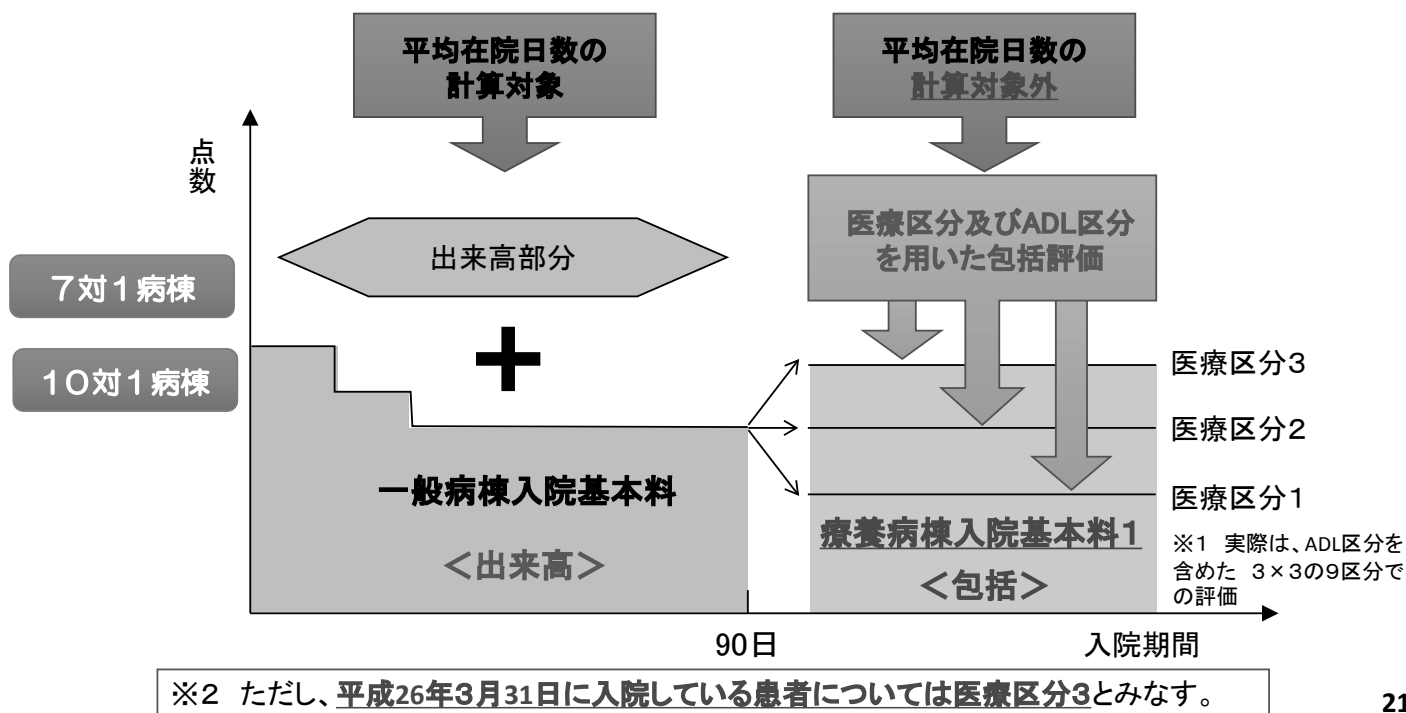 平均在院日数の
計算対象
平均在院日数の
計算対象外
点
数
出来高部分
医療区分及びADL区分
を用いた包括評価
７対１病棟
１０対１病棟
＋
医療区分３
医療区分２
医療区分１
一般病棟入院基本料
＜出来高＞
療養病棟入院基本料１
＜包括＞
※１ 実際は、ADL区分を
含めた ３×３の９区分で
の評価
90日
入院期間
※２ ただし、平成26年３月31日に入院している患者については医療区分３とみなす。
21